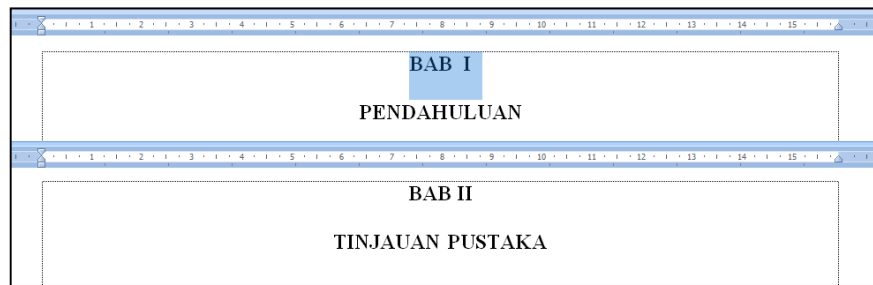 1 2 3 4 5 6 7 8 9 10 11 12 13 14 15
BAB I
PENDAHULUAN
1 2 3 4 5 6 7 8 9 10 11 12 13 14 15
BAB II
TINJAUAN PUSTAKA